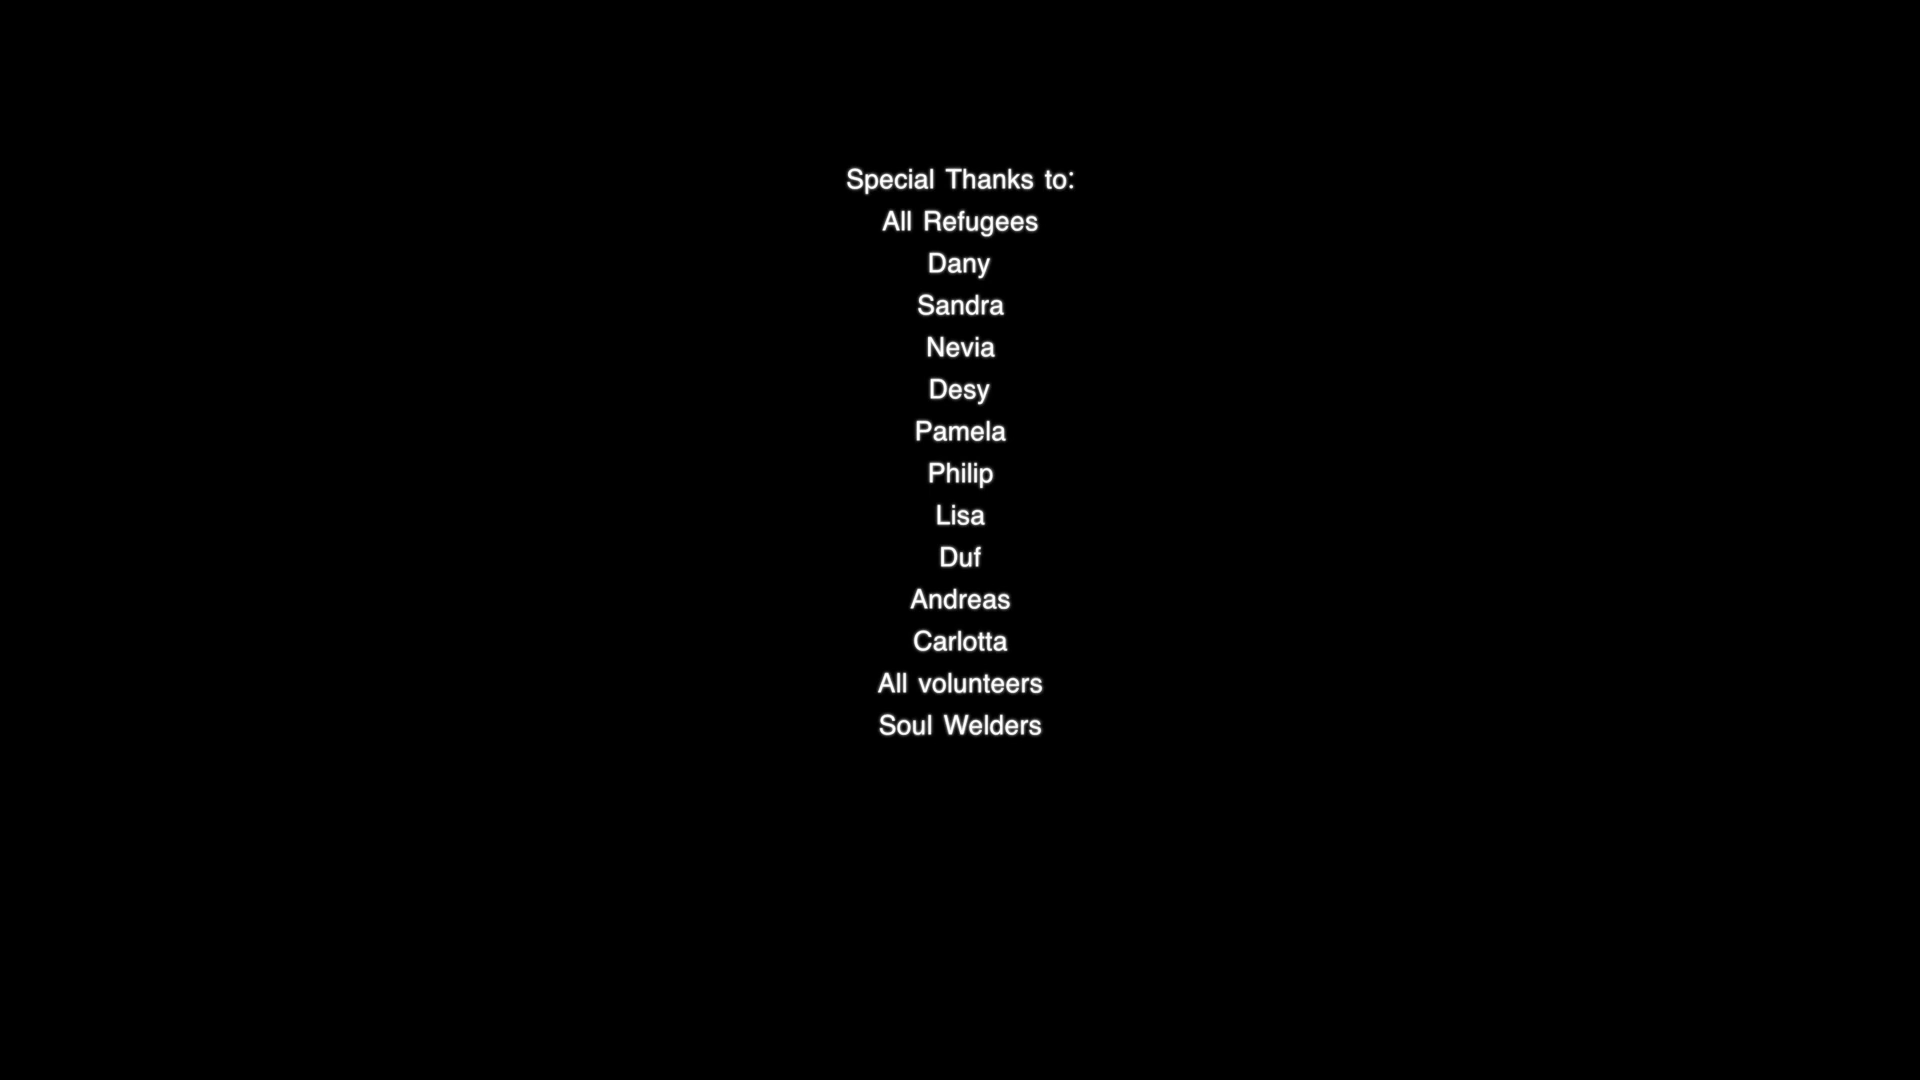 Special Thanks to:
All Refugees
Dany
Sandra
Nevia
Desy
Pamela
Philip
Lisa
Duf
Andreas
Carlotta
All volunteers
Soul Welders